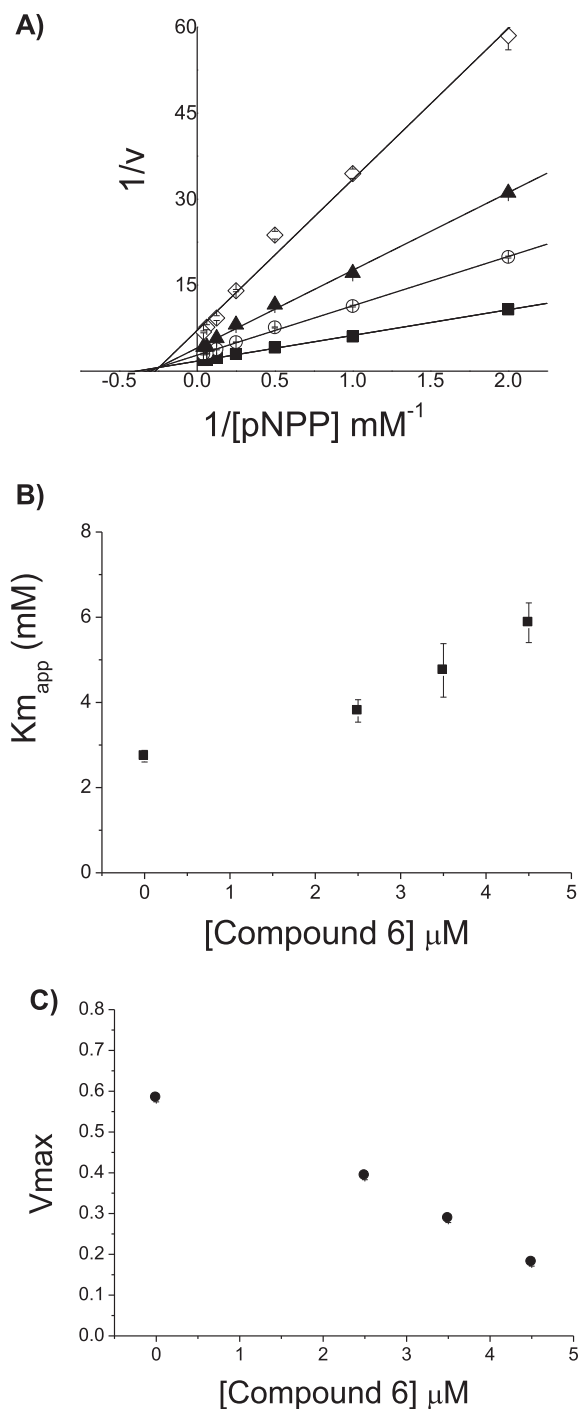 A)
60
45
30
15
1/v
-0.5 0.0 0.5 1.0 1.5 2.0
1/[pNPP] mM-1
B)
8
6
4
2
0
Kmapp (mM)
0 1 2 3 4 5
[Compound 6] μM
C)
0.8
0.7
0.6
0.5
0.4
0.3
0.2
0.1
0.0
Vmax
0 1 2 3 4 5
[Compound 6] μM